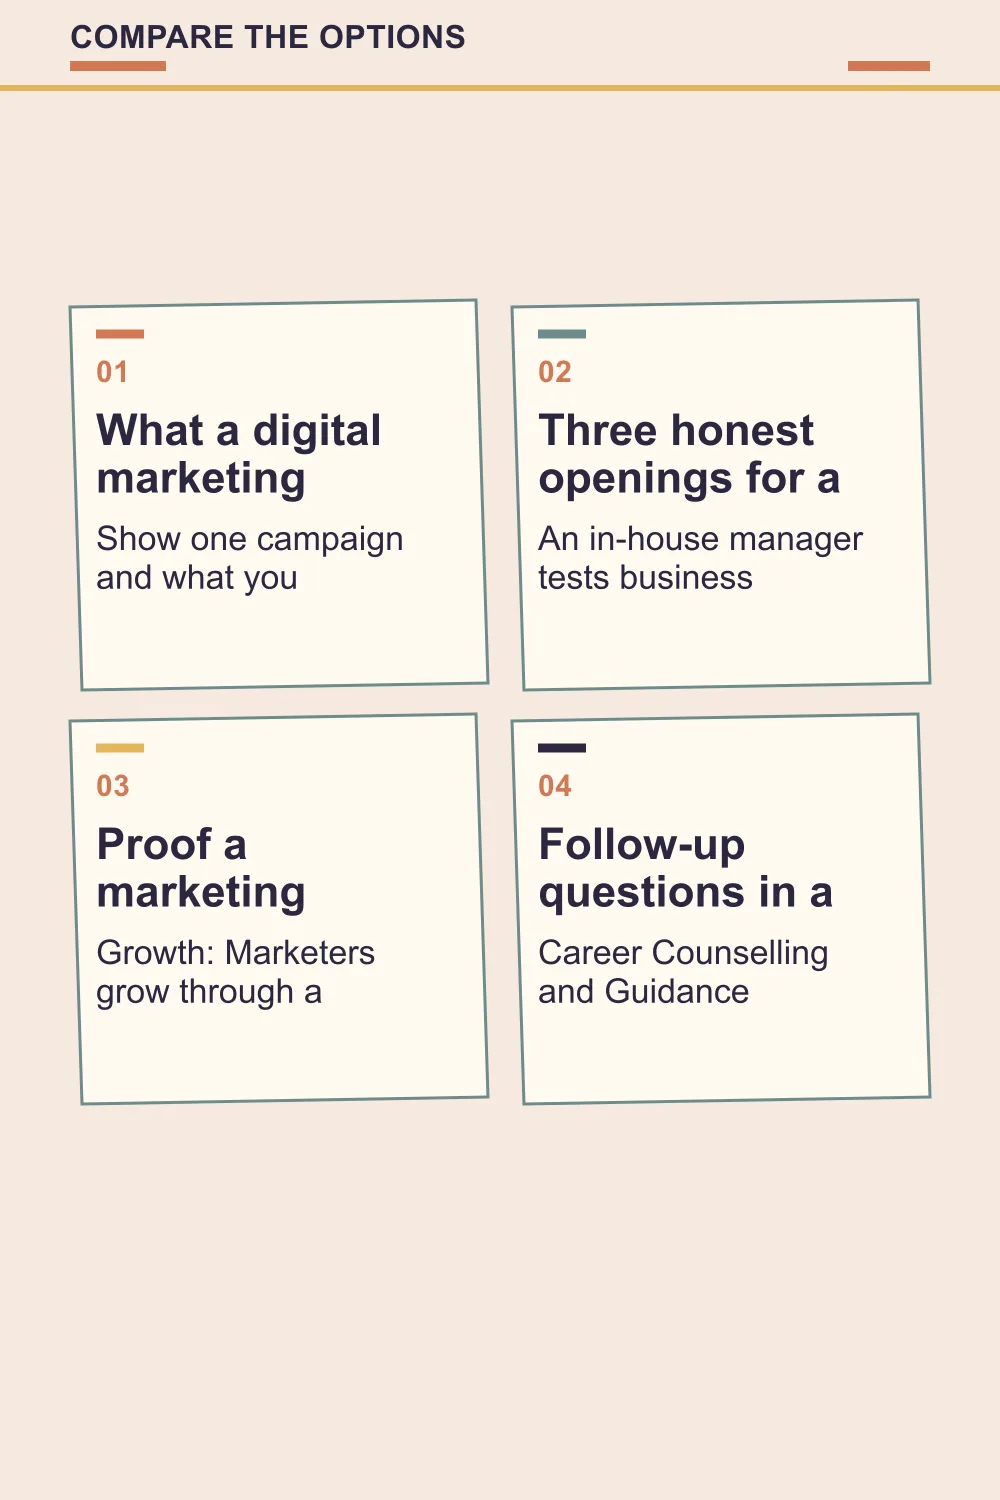 COMPARE THE OPTIONS
01
What a digital
marketing
Show one campaign
and what you
02
Three honest
openings for a
An in-house manager
tests business
03
Proof a
marketing
Growth: Marketers
grow through a
04
Follow-up
questions in a
Career Counselling
and Guidance